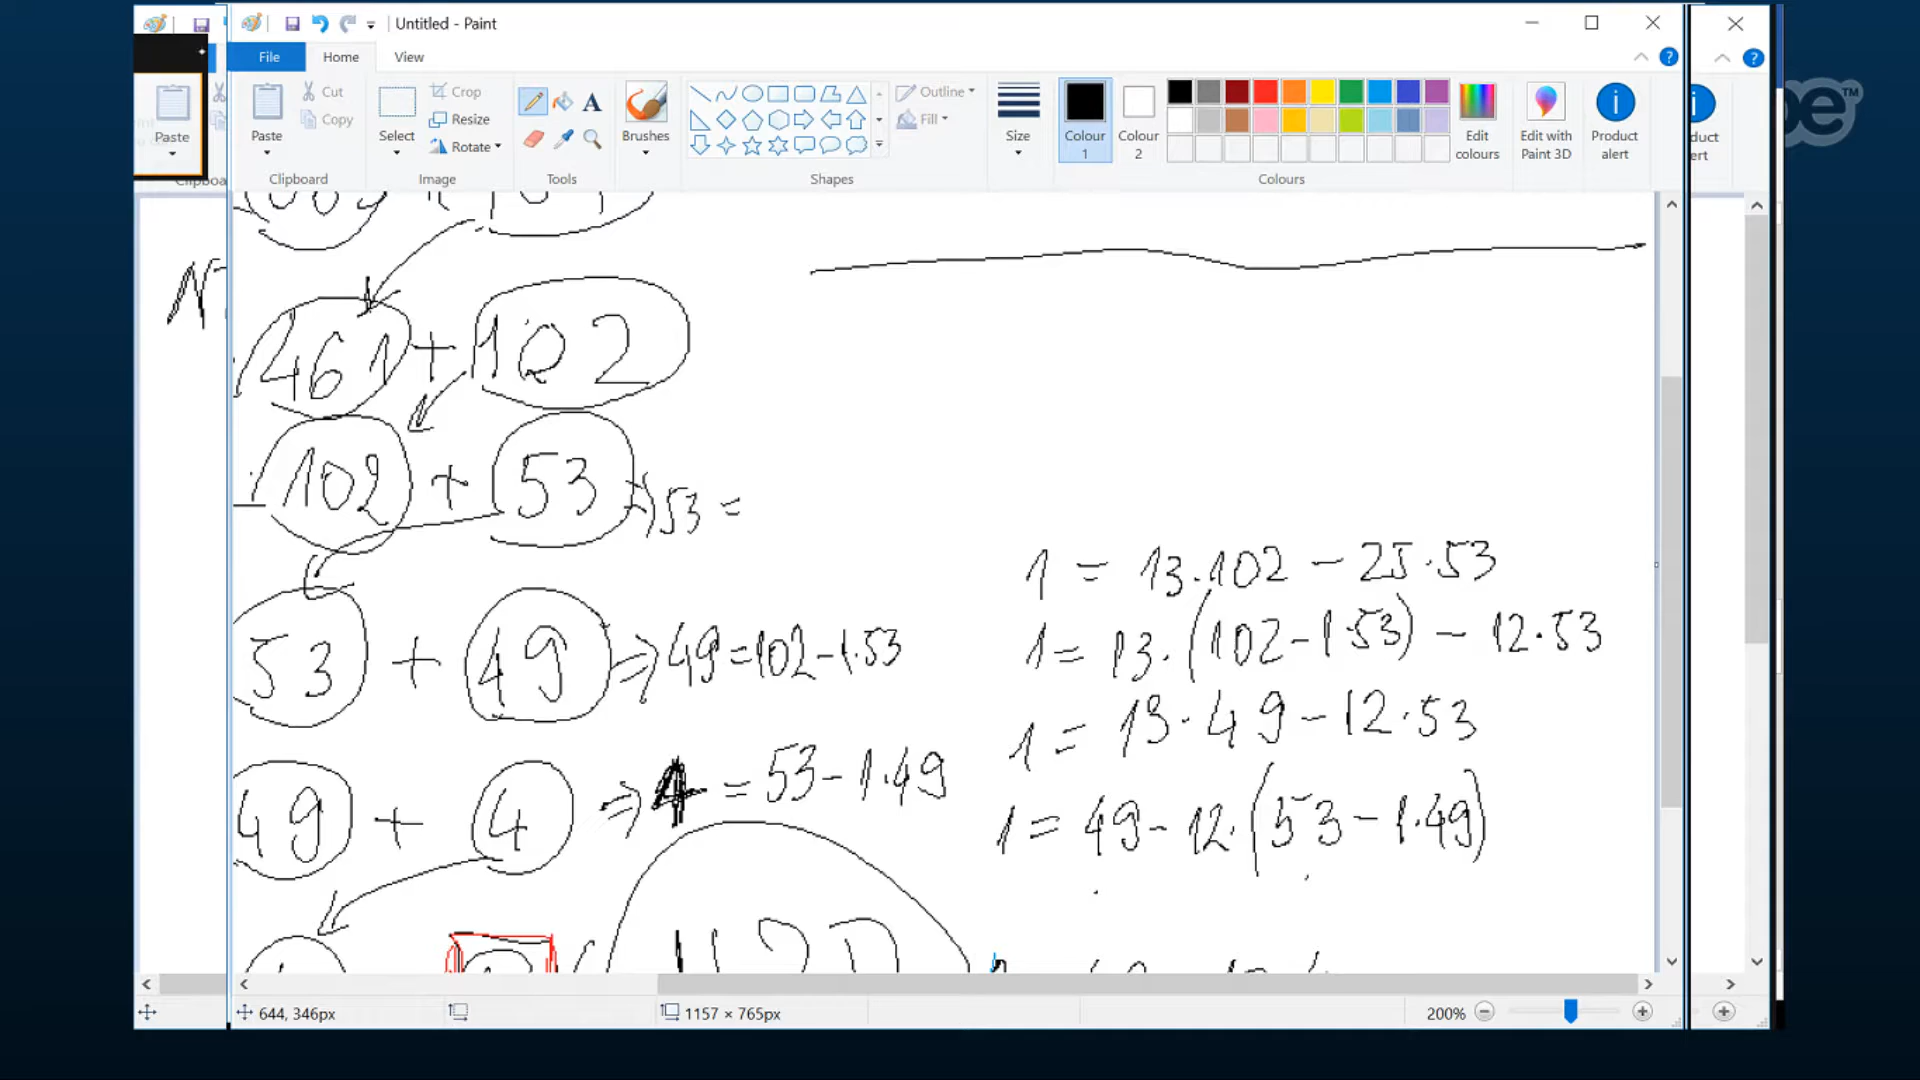 Untitled - Paint
File
Home
View
Paste
Cut
Copy
Clipboard
Select
Crop
Resize
Rotate
Image
Tools
Brushes
Shapes
Outline
Fill
Size
Colour 1
Colour 2
Edit colours
Edit with Paint 3D
Product alert
Colours
461 + 102
102 + 53 ⇒ 53 =
1 = 13·102 - 25·53
1 = 13·(102 - 1·53) - 12·53
53 + 49 ⇒ 49 = 102 - 1·53
1 = 13·49 - 12·53
49 + 4 ⇒ 4 = 53 - 1·49
1 = 49 - 12·(53 - 1·49)
644, 346px
1157 × 765px
200%